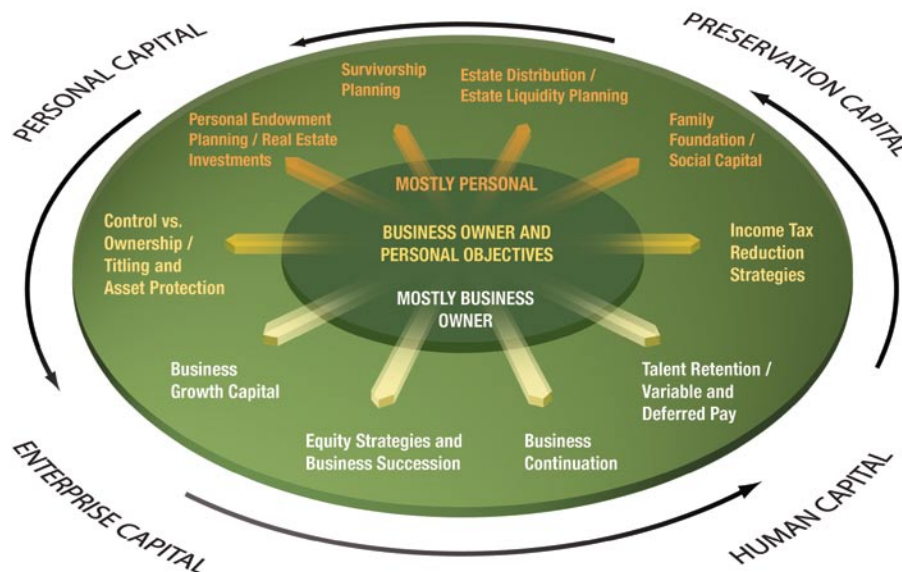 PERSONAL CAPITAL
PRESERVATION CAPITAL
Survivorship
Planning
Estate Distribution /
Estate Liquidity Planning
Personal Endowment
Planning / Real Estate
Investments
Family
Foundation /
Social Capital
MOSTLY PERSONAL
Control vs.
Ownership /
Titling and
Asset Protection
BUSINESS OWNER AND
PERSONAL OBJECTIVES
Income Tax
Reduction
Strategies
MOSTLY BUSINESS
OWNER
Business
Growth Capital
Talent Retention /
Variable and
Deferred Pay
Equity Strategies and
Business Succession
Business
Continuation
ENTERPRISE CAPITAL
HUMAN CAPITAL